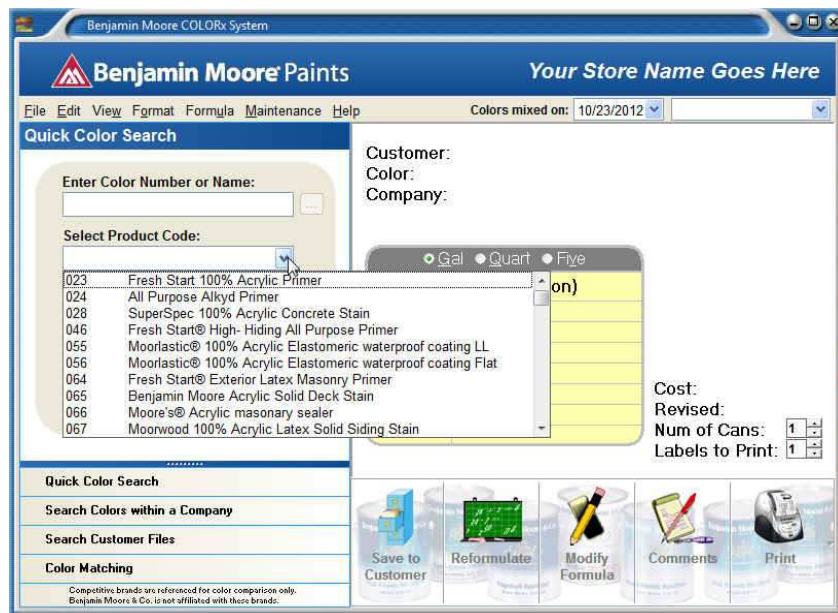 Benjamin Moore COLORx System
Benjamin Moore Paints
Your Store Name Goes Here
File Edit View Format Formula Maintenance Help
Colors mixed on: 10/23/2012
Quick Color Search
Enter Color Number or Name:
...
Select Product Code:
Customer:
Color:
Company:
Gal Quart Five
on)
023 Fresh Start 100% Acrylic Primer
024 All Purpose Alkyd Primer
028 SuperSpec 100% Acrylic Concrete Stain
046 Fresh Start® High- Hiding All Purpose Primer
055 Moorlastic® 100% Acrylic Elastomeric waterproof coating LL
056 Moorlastic® 100% Acrylic Elastomeric waterproof coating Flat
064 Fresh Start® Exterior Latex Masonry Primer
065 Benjamin Moore Acrylic Solid Deck Stain
066 Moore's® Acrylic masonary sealer
067 Moorwood 100% Acrylic Latex Solid Siding Stain
Cost:
Revised:
Num of Cans: 1
Labels to Print: 1
Quick Color Search
Search Colors within a Company
Search Customer Files
Color Matching
Competitive brands are referenced for color comparison only.
Benjamin Moore & Co. is not affiliated with these brands.
Save to Customer
Reformulate
Modify Formula
Comments
Print